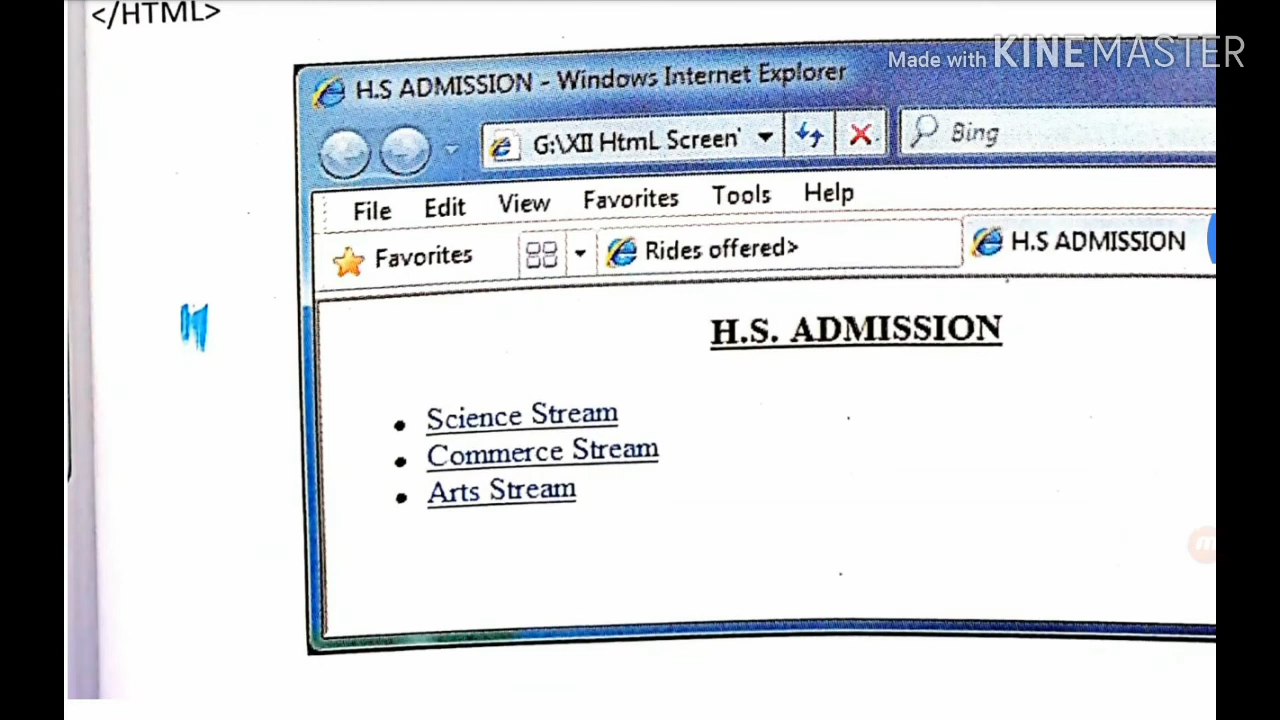 </HTML>
Made with KINEMASTER
H.S ADMISSION - Windows Internet Explorer
G:\XII HtmL Screen'
Bing
File Edit View Favorites Tools Help
Favorites
Rides offered>
H.S ADMISSION
H.S. ADMISSION
• Science Stream
• Commerce Stream
• Arts Stream